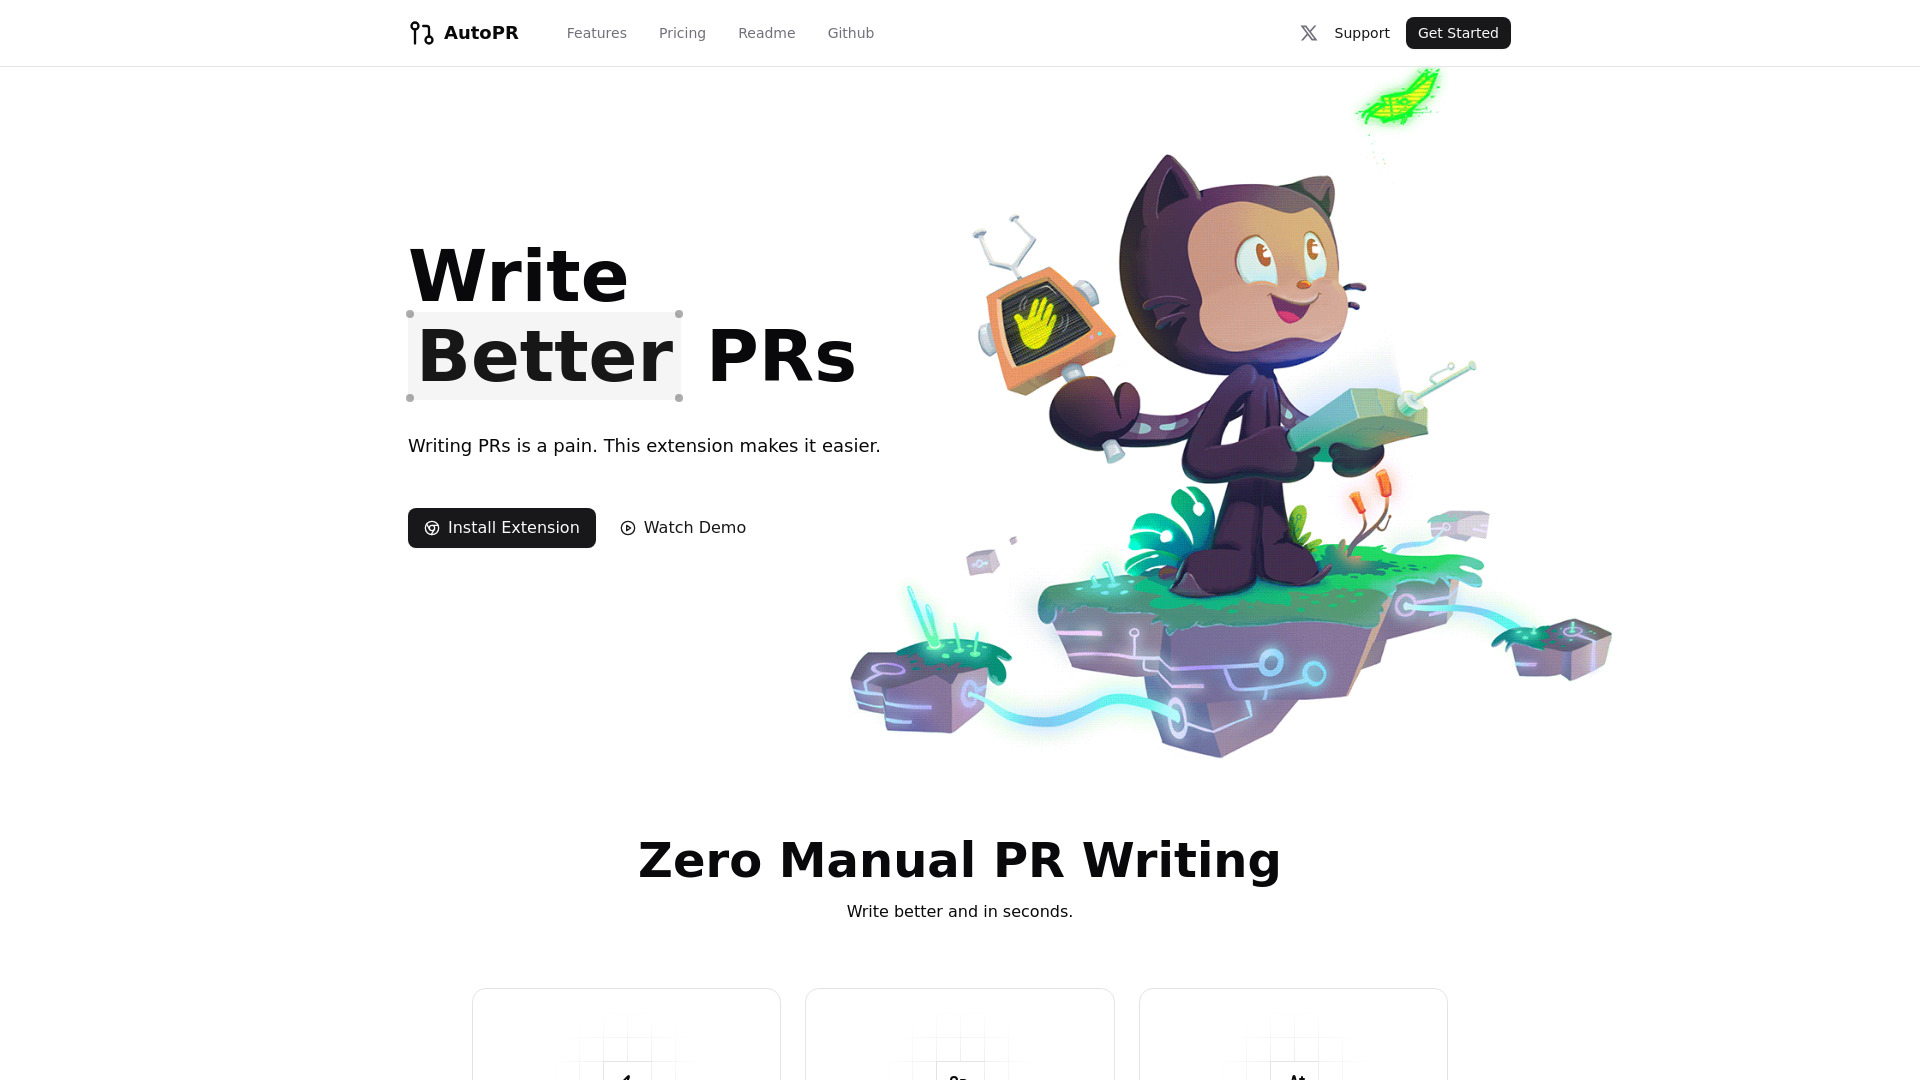 AutoPR Features Pricing Readme Github Support Get Started
Write
Better PRs
Writing PRs is a pain. This extension makes it easier.
Install Extension Watch Demo
Zero Manual PR Writing
Write better and in seconds.